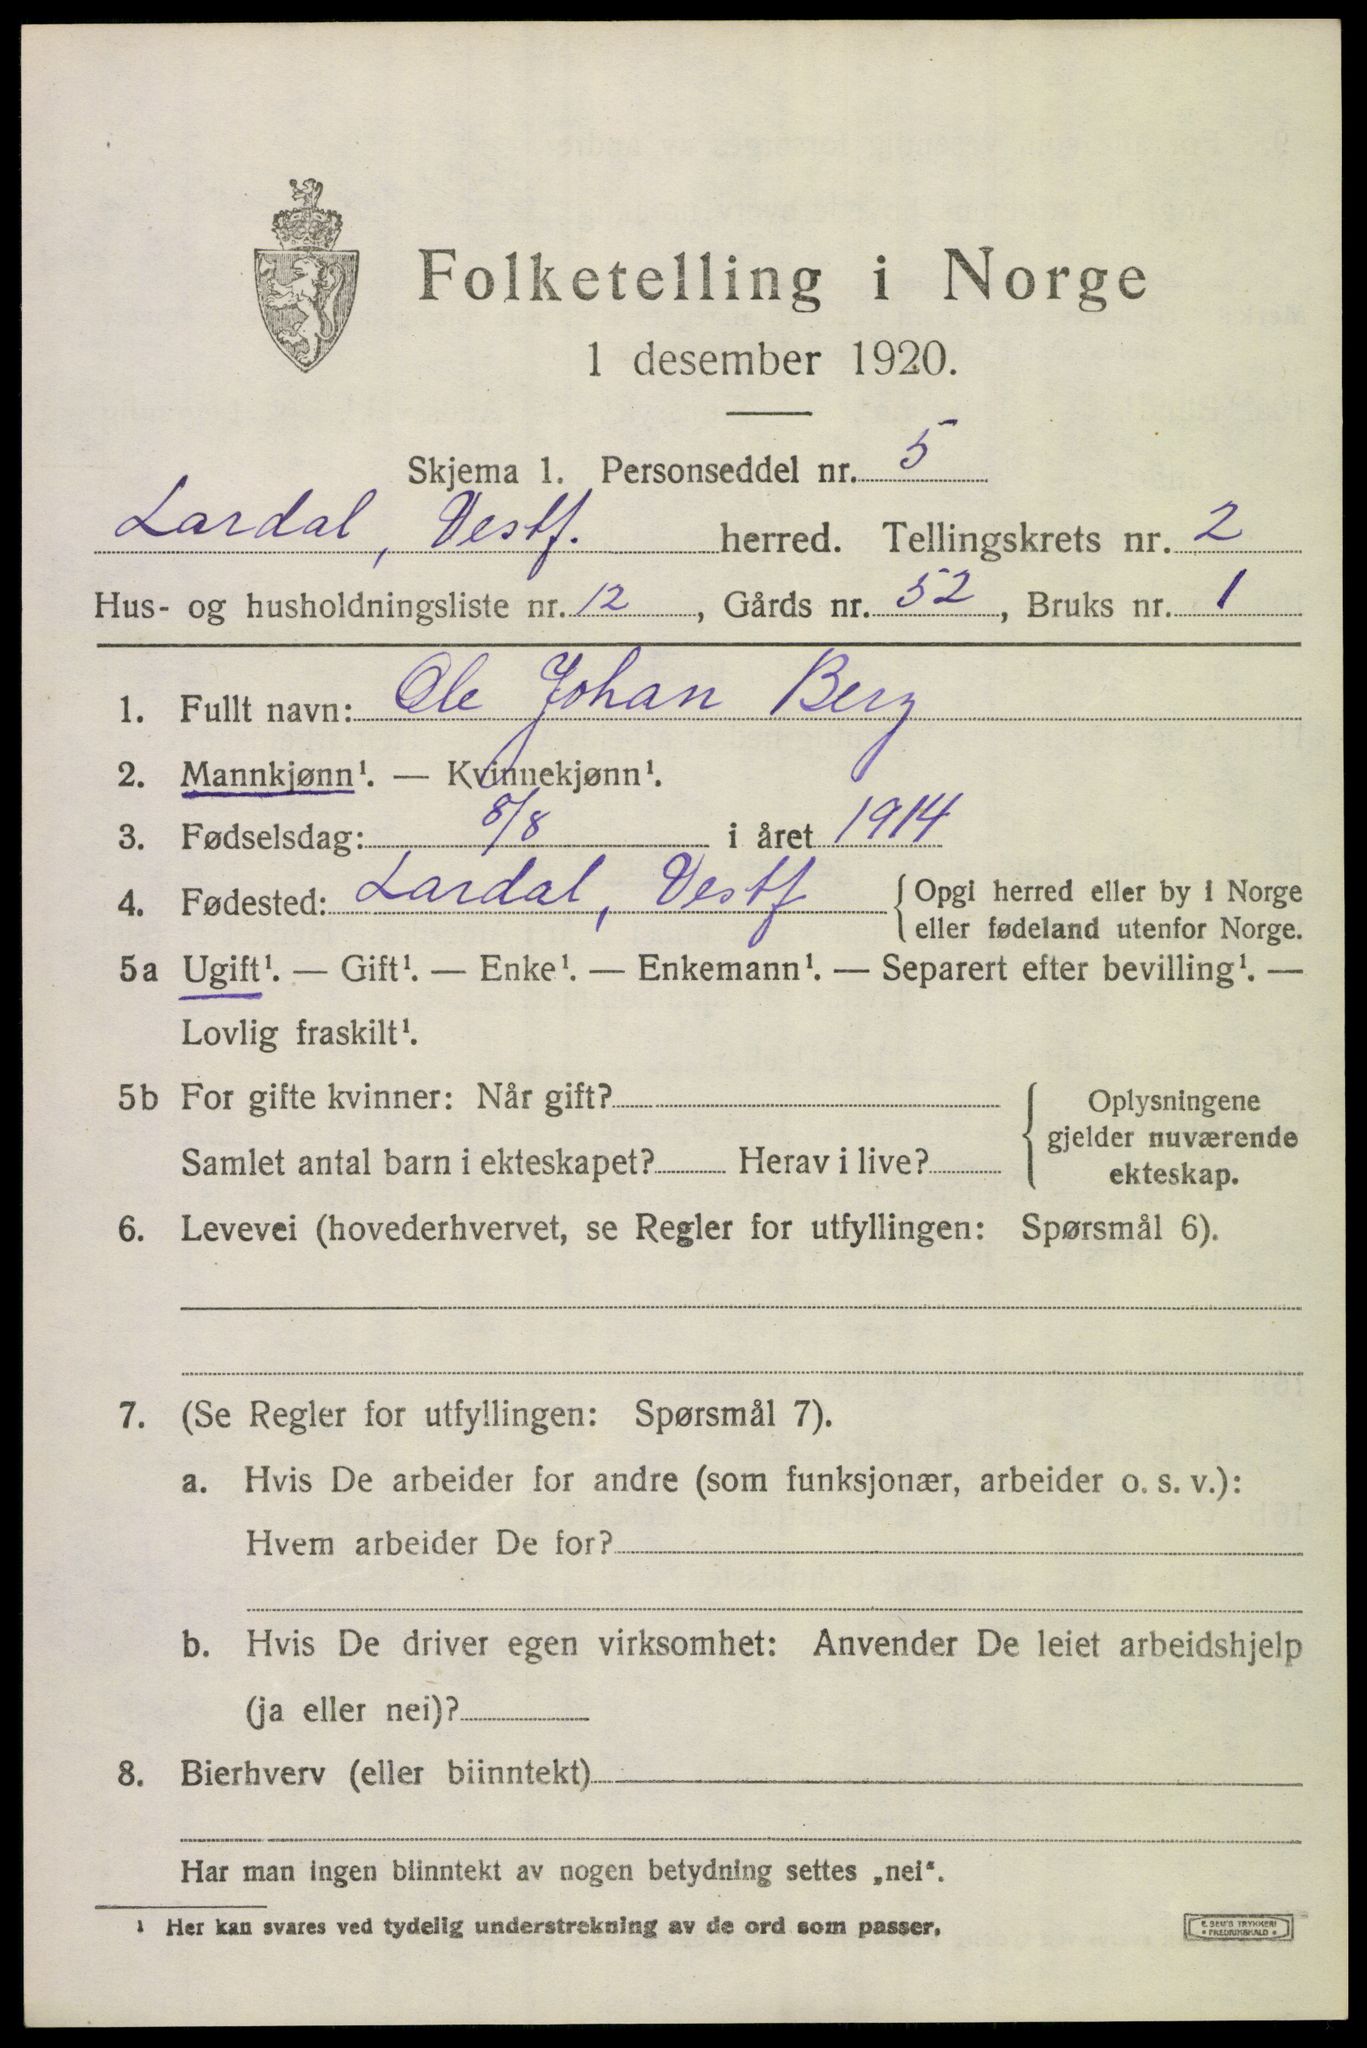 Folketelling i Norge
1 desember 1920.
Skjema 1. Personseddel nr. 5
Lardal, Vestf. herred. Tellingskrets nr. 2
Hus- og husholdningsliste nr. 12, Gårds nr. 52, Bruks nr. 1
1. Fullt navn: Ole Johan Berg
2. Mannkjønn¹. — Kvinnekjønn¹.
3. Fødselsdag: 8/8 i året 1914
4. Fødested: Lardal, Vestf { Opgi herred eller by i Norge
eller fødeland utenfor Norge.
5a Ugift¹. — Gift¹. — Enke¹. — Enkemann¹. — Separert efter bevilling¹. —
Lovlig fraskilt¹.
5b For gifte kvinner: Når gift? { Oplysningene
gjelder nuværende
Samlet antal barn i ekteskapet? Herav i live? ekteskap.
6. Levevei (hovederhvervet, se Regler for utfyllingen: Spørsmål 6).
7. (Se Regler for utfyllingen: Spørsmål 7).
a. Hvis De arbeider for andre (som funksjonær, arbeider o. s. v.):
Hvem arbeider De for?
b. Hvis De driver egen virksomhet: Anvender De leiet arbeidshjelp
(ja eller nei)?
8. Bierhverv (eller biinntekt)
Har man ingen biinntekt av nogen betydning settes „nei“.
¹ Her kan svares ved tydelig understrekning av de ord som passer.
E. SEM'S TRYKKERI
• FREDRIKSHALD •